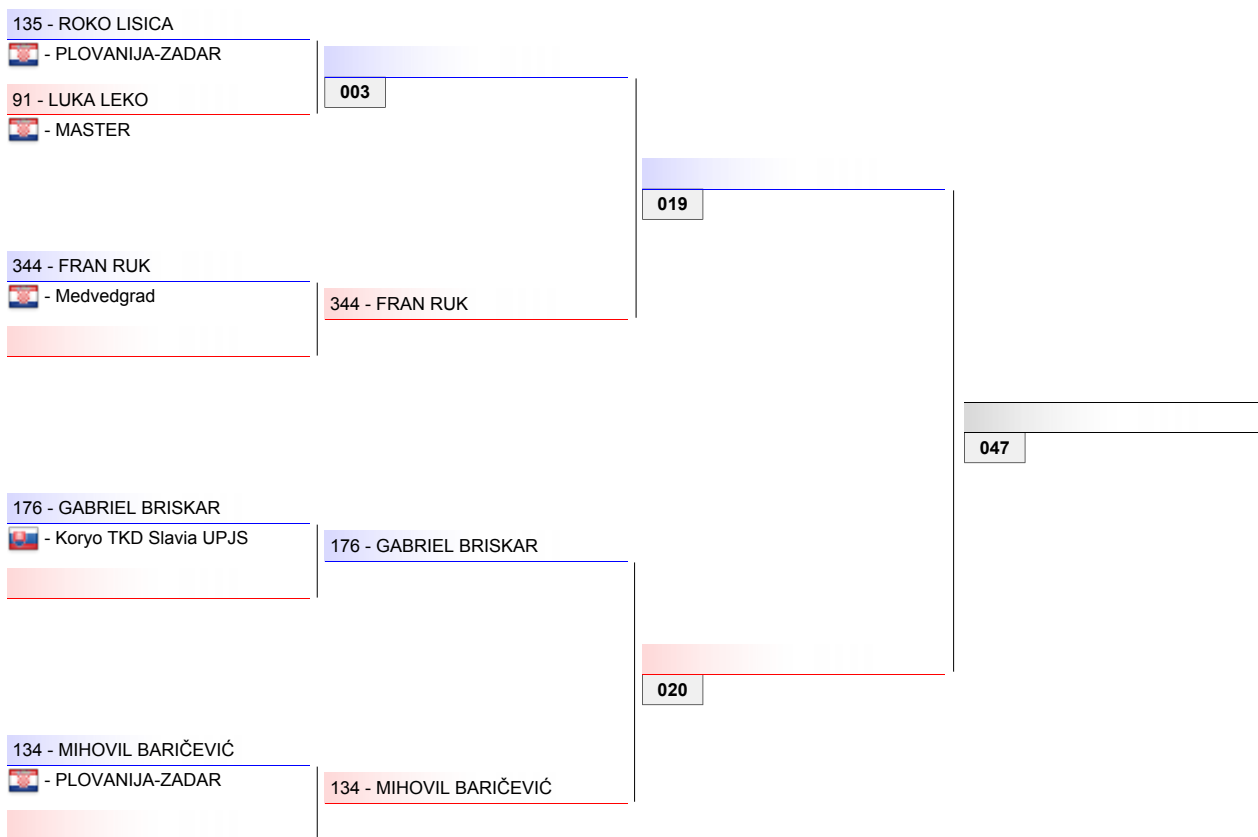 135 - ROKO LISICA
- PLOVANIJA-ZADAR
91 - LUKA LEKO
- MASTER
003
019
344 - FRAN RUK
- Medvedgrad
344 - FRAN RUK
047
176 - GABRIEL BRISKAR
- Koryo TKD Slavia UPJS
176 - GABRIEL BRISKAR
020
134 - MIHOVIL BARIČEVIĆ
- PLOVANIJA-ZADAR
134 - MIHOVIL BARIČEVIĆ